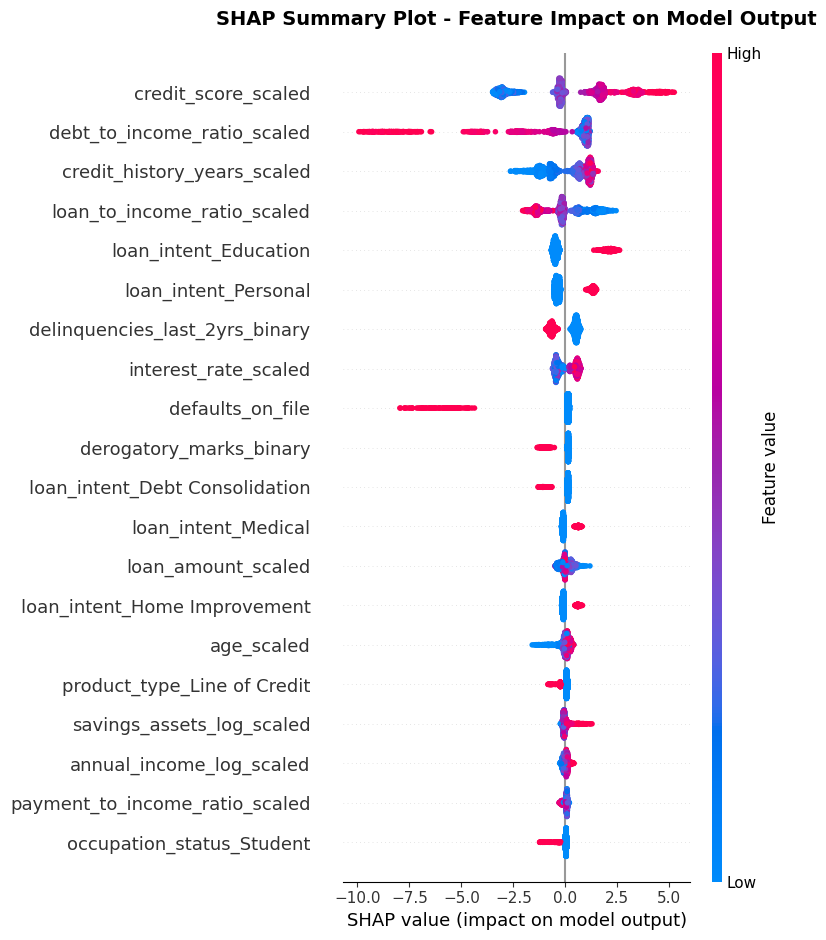 SHAP Summary Plot - Feature Impact on Model Output
High
credit_score_scaled
debt_to_income_ratio_scaled
credit_history_years_scaled
loan_to_income_ratio_scaled
loan_intent_Education
loan_intent_Personal
delinquencies_last_2yrs_binary
interest_rate_scaled
defaults_on_file
derogatory_marks_binary
loan_intent_Debt Consolidation
loan_intent_Medical
loan_amount_scaled
loan_intent_Home Improvement
age_scaled
product_type_Line of Credit
savings_assets_log_scaled
annual_income_log_scaled
payment_to_income_ratio_scaled
occupation_status_Student
Feature value
Low
−10.0 −7.5 −5.0 −2.5 0.0 2.5 5.0
SHAP value (impact on model output)